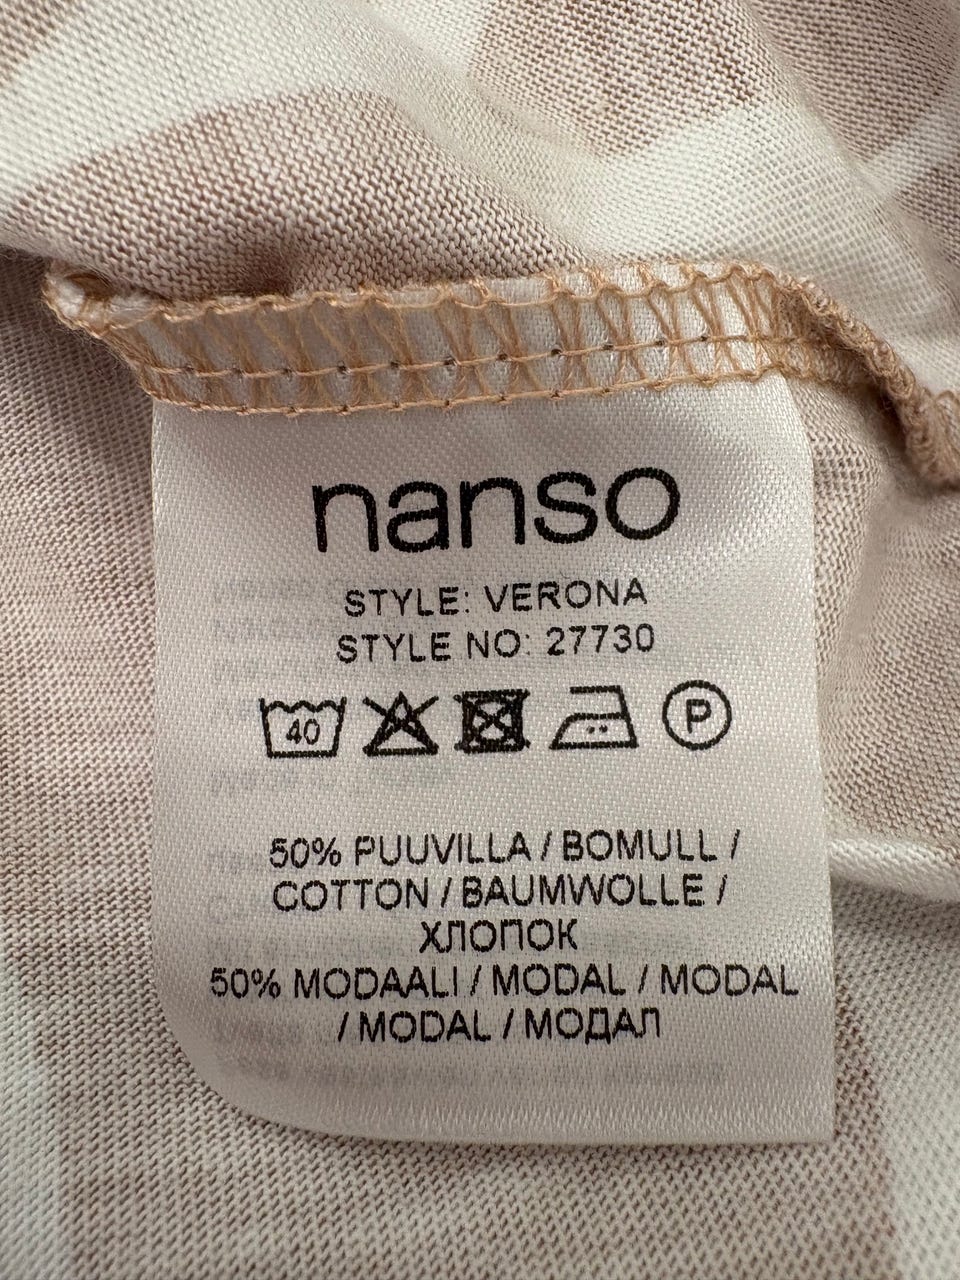 nanso
STYLE: VERONA
STYLE NO: 27730
40 P
50% PUUVILLA / BOMULL /
COTTON / BAUMWOLLE /
ХЛОПОК
50% MODAALI / MODAL / MODAL
/ MODAL / МОДАЛ